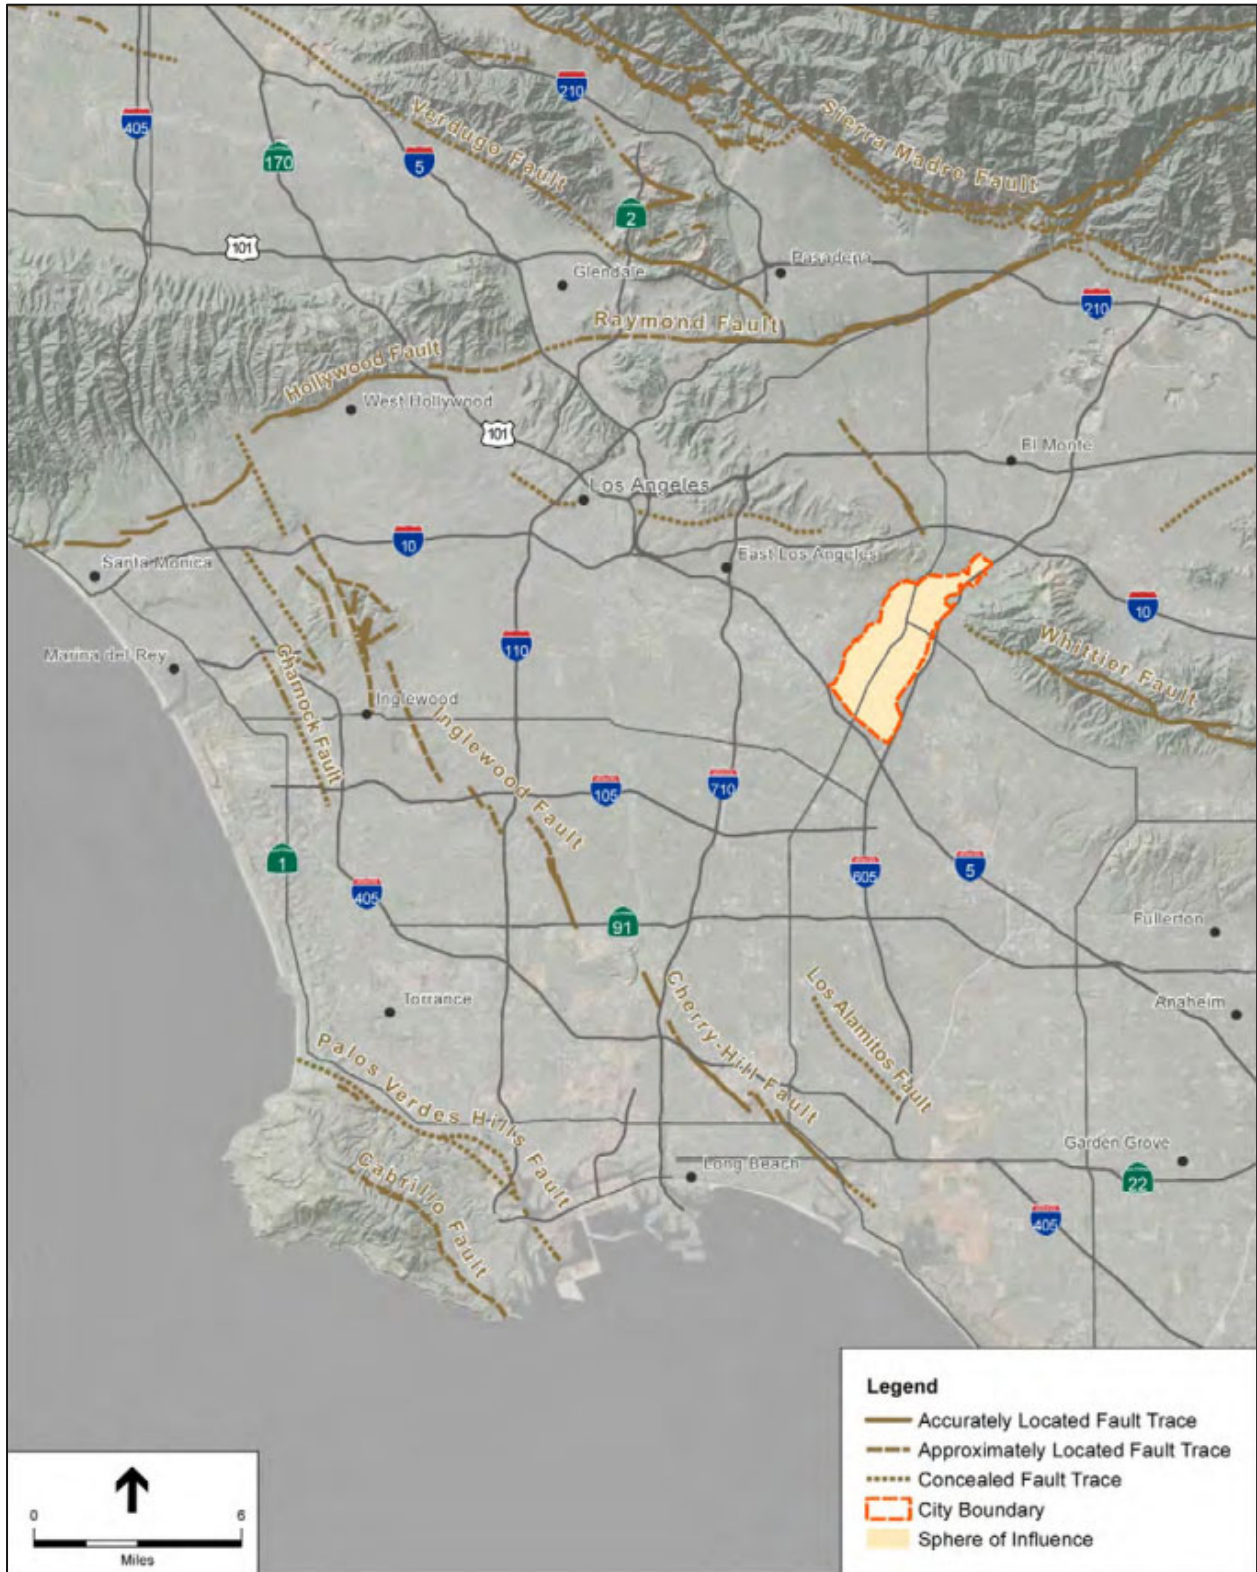 210
405
Sierra Madre Fault
Verdugo Fault
170
5
2
101
Pasadena
Glendale
210
Raymond Fault
Hollywood Fault
West Hollywood
101
El Monte
Los Angeles
10
East Los Angeles
Santa Monica
10
110
Whittier Fault
Marina del Rey
Charnock Fault
Inglewood
Inglewood Fault
105
710
1
405
605
5
91
Fullerton
Cherry-Hill Fault
Los Alamitos Fault
Torrance
Anaheim
Palos Verdes Hills Fault
Garden Grove
Long Beach
22
Cabrillo Fault
405
Legend
Accurately Located Fault Trace
Approximately Located Fault Trace
Concealed Fault Trace
City Boundary
Sphere of Influence
0 6
Miles